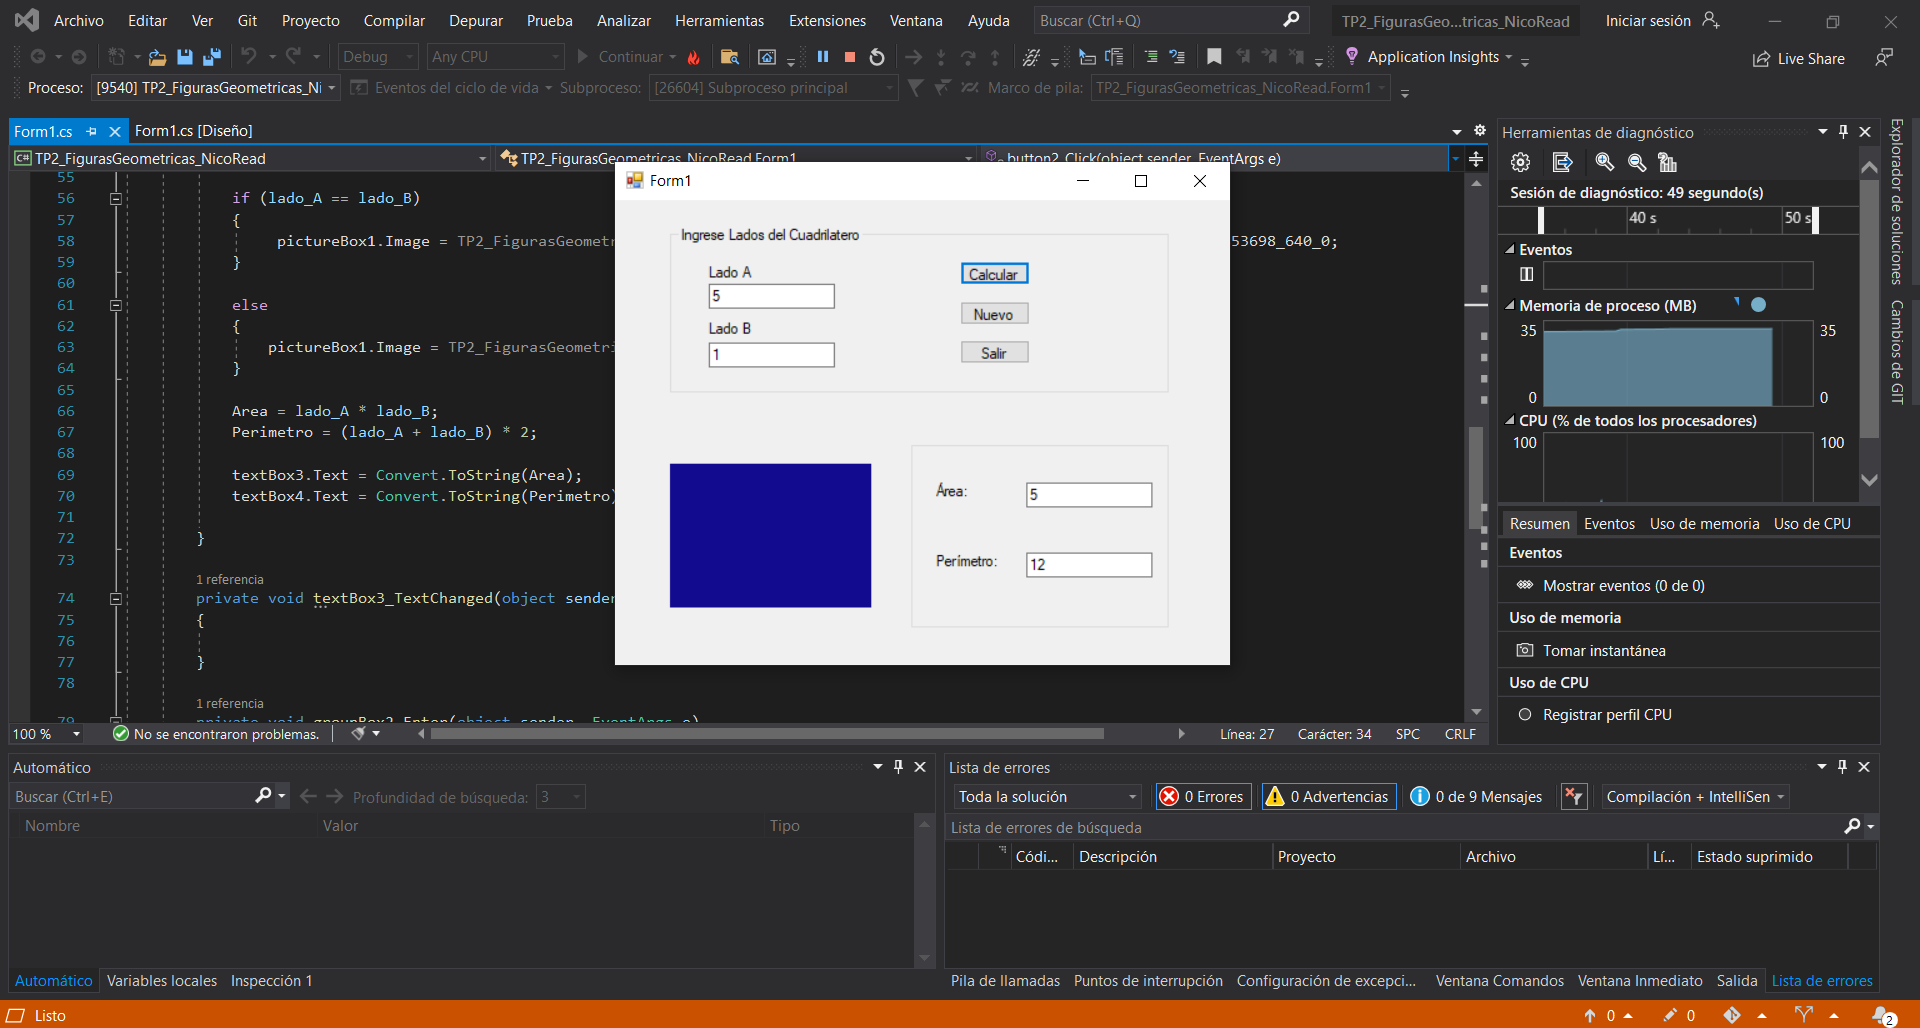 Archivo Editar Ver Git Proyecto Compilar Depurar Prueba Analizar Herramientas Extensiones Ventana Ayuda Buscar (Ctrl+Q) TP2_FigurasGeo...tricas_NicoRead Iniciar sesión
Debug Any CPU Continuar Application Insights Live Share
Proceso: [9540] TP2_FigurasGeometricas_Ni Eventos del ciclo de vida Subproceso: [26604] Subproceso principal Marco de pila: TP2_FigurasGeometricas_NicoRead.Form1
Form1.cs Form1.cs [Diseño]
C# TP2_FigurasGeometricas_NicoRead TP2_FigurasGeometricas_NicoRead.Form1 button2_Click(object sender, EventArgs e)
55
56 if (lado_A == lado_B)
57 {
58 pictureBox1.Image = TP2_FigurasGeometr 53698_640_0;
59 }
60
61 else
62 {
63 pictureBox1.Image = TP2_FigurasGeometri
64 }
65
66 Area = lado_A * lado_B;
67 Perimetro = (lado_A + lado_B) * 2;
68
69 textBox3.Text = Convert.ToString(Area);
70 textBox4.Text = Convert.ToString(Perimetro)
71
72 }
73
1 referencia
74 private void textBox3_TextChanged(object sender
75 {
76
77 }
78
1 referencia
79 private void groupBox2_Enter(object sender, EventArgs e)
Form1
Ingrese Lados del Cuadrilatero
Lado A
5
Lado B
1
Calcular
Nuevo
Salir
Área: 5
Perímetro: 12
100 % No se encontraron problemas. Línea: 27 Carácter: 34 SPC CRLF
Herramientas de diagnóstico
Sesión de diagnóstico: 49 segundo(s)
40 s 50 s
Eventos
Memoria de proceso (MB)
35 35
0 0
CPU (% de todos los procesadores)
100 100
Resumen Eventos Uso de memoria Uso de CPU
Eventos
Mostrar eventos (0 de 0)
Uso de memoria
Tomar instantánea
Uso de CPU
Registrar perfil CPU
Explorador de soluciones
Cambios de GIT
Automático
Buscar (Ctrl+E) Profundidad de búsqueda: 3
Nombre Valor Tipo
Automático Variables locales Inspección 1
Lista de errores
Toda la solución 0 Errores 0 Advertencias 0 de 9 Mensajes Compilación + IntelliSen
Lista de errores de búsqueda
Códi... Descripción Proyecto Archivo Lí... Estado suprimido
Pila de llamadas Puntos de interrupción Configuración de excepci... Ventana Comandos Ventana Inmediato Salida Lista de errores
Listo 0 0 2